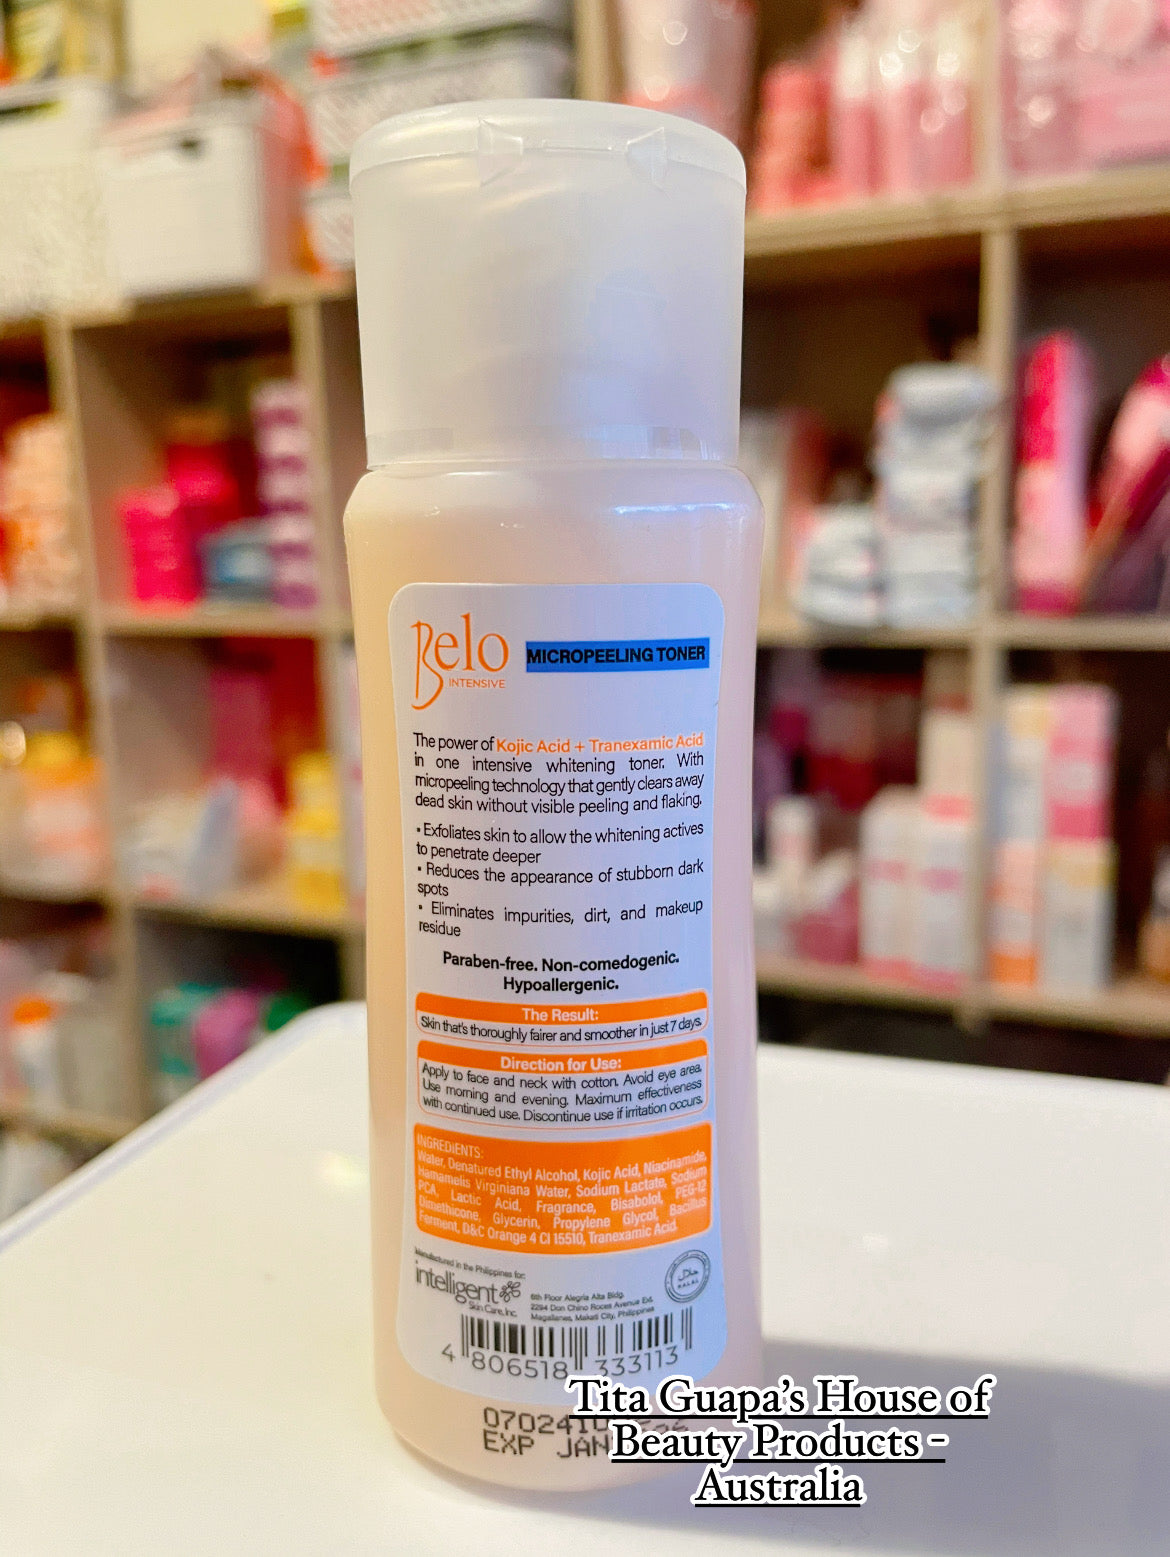 Belo
INTENSIVE
MICROPEELING TONER
The power of Kojic Acid + Tranexamic Acid
in one intensive whitening toner. With
micropeeling technology that gently clears away
dead skin without visible peeling and flaking.
• Exfoliates skin to allow the whitening actives
to penetrate deeper
• Reduces the appearance of stubborn dark
spots
• Eliminates impurities, dirt, and makeup
residue
Paraben-free. Non-comedogenic.
Hypoallergenic.
The Result:
Skin that's thoroughly fairer and smoother in just 7 days.
Direction for Use:
Apply to face and neck with cotton. Avoid eye area.
Use morning and evening. Maximum effectiveness
with continued use. Discontinue use if irritation occurs.
INGREDIENTS:
Water, Denatured Ethyl Alcohol, Kojic Acid, Niacinamide,
Hamamelis Virginiana Water, Sodium Lactate, Sodium
PCA, Lactic Acid, Fragrance, Bisabolol, PEG-12
Dimethicone, Glycerin, Propylene Glycol, Bacillus
Ferment, D&C Orange 4 CI 15510, Tranexamic Acid.
Manufactured in the Philippines for:
intelligent
Skin Care, Inc.
6th Floor Alegria Alta Bldg.
2294 Don Chino Roces Avenue Ext.
Magallanes, Makati City, Philippines
حلال
HALAL
4 806518 333113
070241
EXP JAN
Tita Guapa's House of
Beauty Products -
Australia